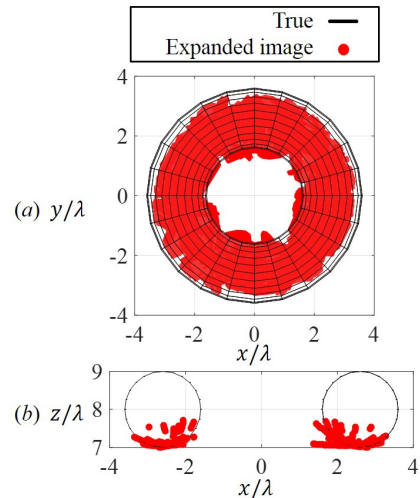 True
Expanded image
4
2
(a) y/λ 0
-2
-4
-4 -2 0 2 4
x/λ
9
(b) z/λ 8
7
-4 -2 0 2 4
x/λ